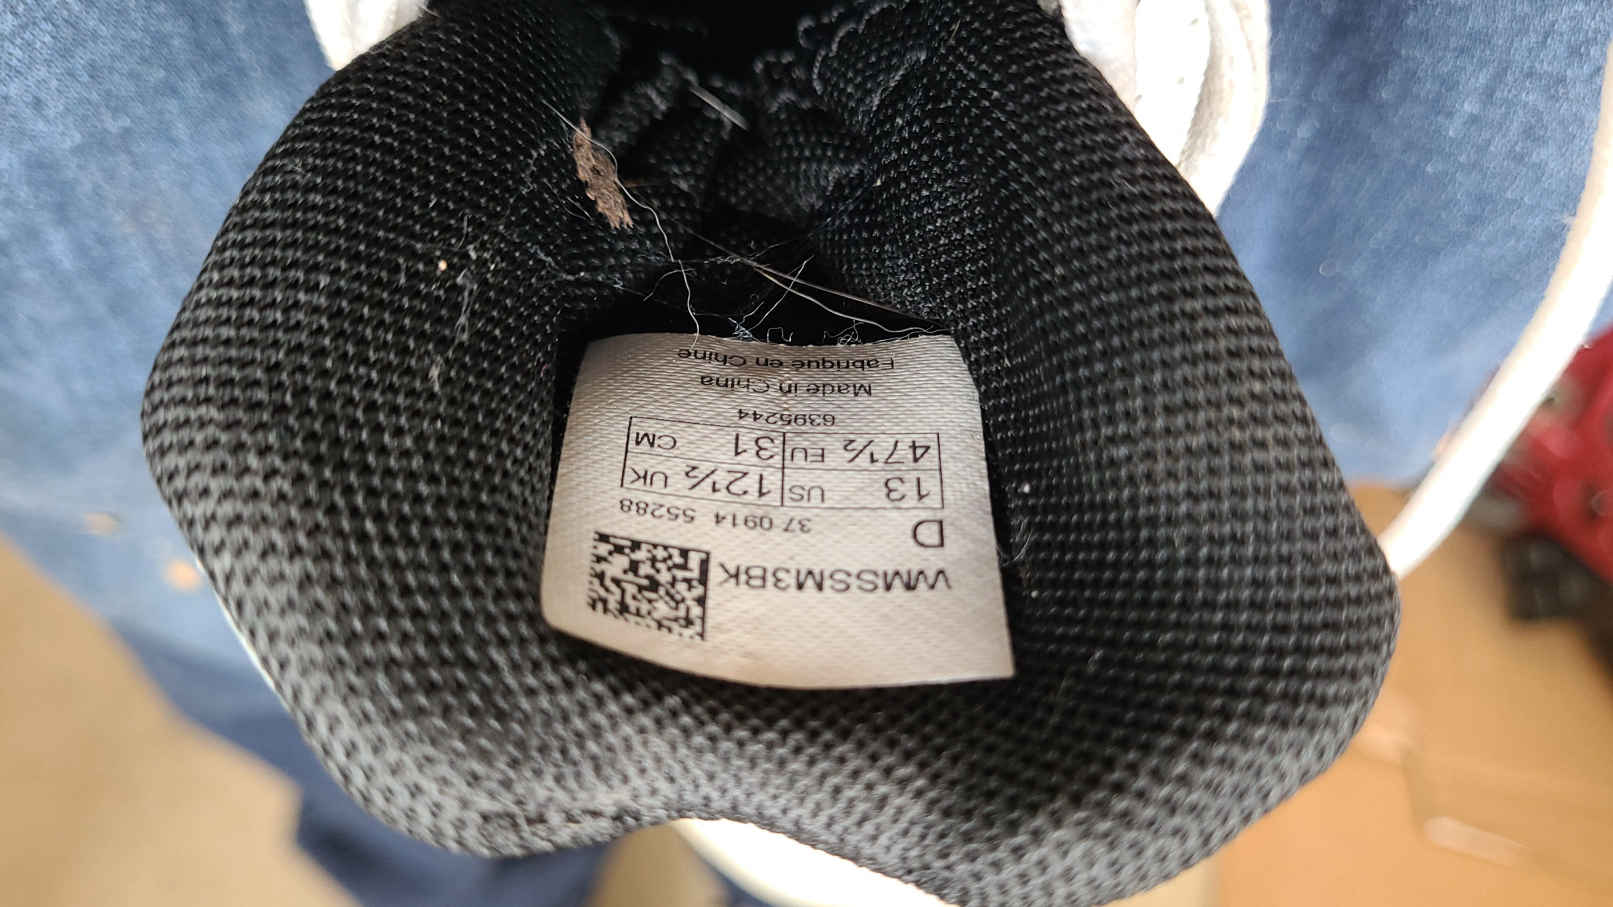 WMSSM3BK
D 37 0914 55288
13 US 12½ UK
47½ EU 31 CM
6395244
Made in China
Fabriqué en Chine